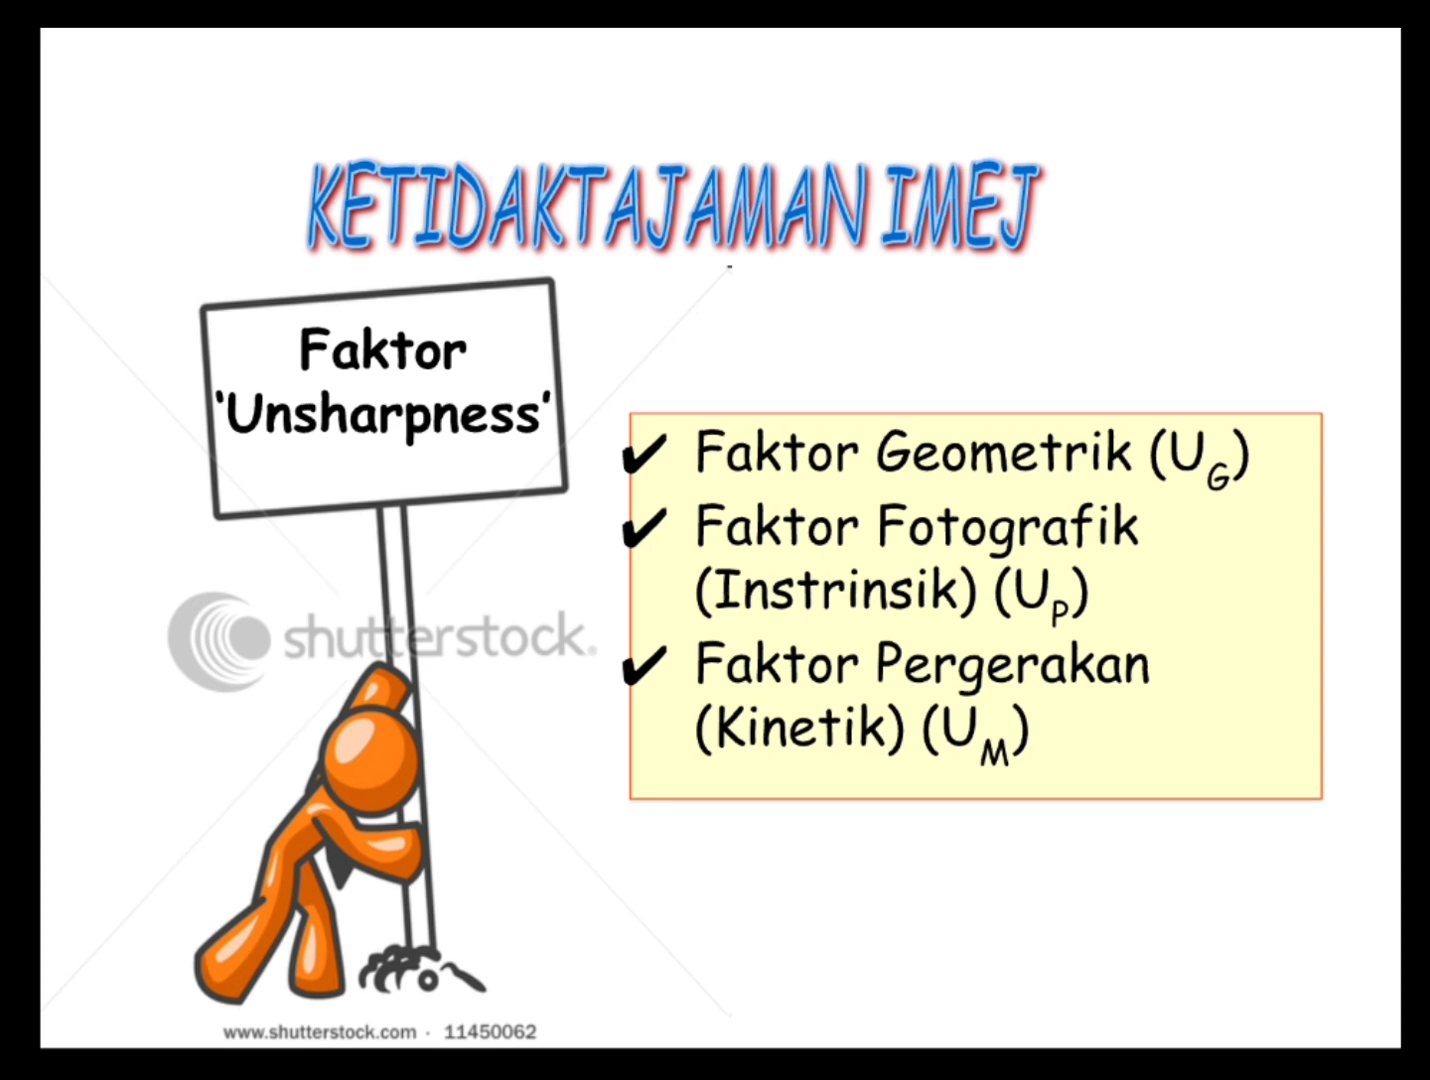 KETIDAKTAJAMAN IMEJ
Faktor
‘Unsharpness’
✔ Faktor Geometrik (U_G)
✔ Faktor Fotografik
(Instrinsik) (U_P)
✔ Faktor Pergerakan
(Kinetik) (U_M)
shutterstock.
www.shutterstock.com · 11450062